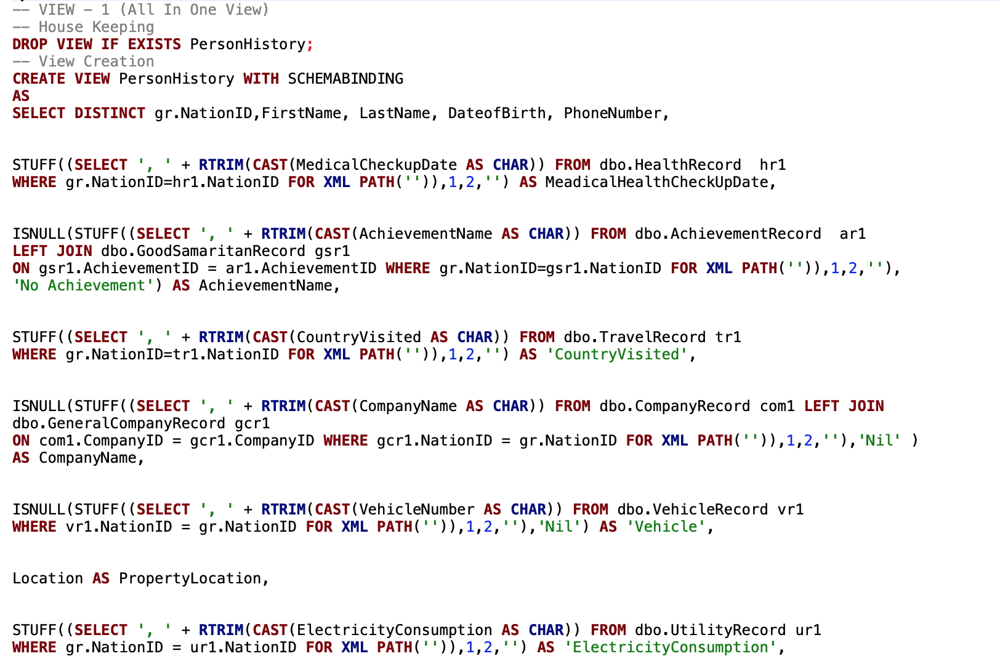 -- VIEW - 1 (All In One View)
-- House Keeping
DROP VIEW IF EXISTS PersonHistory;
-- View Creation
CREATE VIEW PersonHistory WITH SCHEMABINDING
AS
SELECT DISTINCT gr.NationID,FirstName, LastName, DateofBirth, PhoneNumber,
STUFF((SELECT ', ' + RTRIM(CAST(MedicalCheckupDate AS CHAR)) FROM dbo.HealthRecord  hr1
WHERE gr.NationID=hr1.NationID FOR XML PATH('')),1,2,'') AS MeadicalHealthCheckUpDate,
ISNULL(STUFF((SELECT ', ' + RTRIM(CAST(AchievementName AS CHAR)) FROM dbo.AchievementRecord  ar1
LEFT JOIN dbo.GoodSamaritanRecord gsr1
ON gsr1.AchievementID = ar1.AchievementID WHERE gr.NationID=gsr1.NationID FOR XML PATH('')),1,2,''),
'No Achievement') AS AchievementName,
STUFF((SELECT ', ' + RTRIM(CAST(CountryVisited AS CHAR)) FROM dbo.TravelRecord tr1
WHERE gr.NationID=tr1.NationID FOR XML PATH('')),1,2,'') AS 'CountryVisited',
ISNULL(STUFF((SELECT ', ' + RTRIM(CAST(CompanyName AS CHAR)) FROM dbo.CompanyRecord com1 LEFT JOIN
dbo.GeneralCompanyRecord gcr1
ON com1.CompanyID = gcr1.CompanyID WHERE gcr1.NationID = gr.NationID FOR XML PATH('')),1,2,''),'Nil' )
AS CompanyName,
ISNULL(STUFF((SELECT ', ' + RTRIM(CAST(VehicleNumber AS CHAR)) FROM dbo.VehicleRecord vr1
WHERE vr1.NationID = gr.NationID FOR XML PATH('')),1,2,''),'Nil') AS 'Vehicle',
Location AS PropertyLocation,
STUFF((SELECT ', ' + RTRIM(CAST(ElectricityConsumption AS CHAR)) FROM dbo.UtilityRecord ur1
WHERE gr.NationID = ur1.NationID FOR XML PATH('')),1,2,'') AS 'ElectricityConsumption',